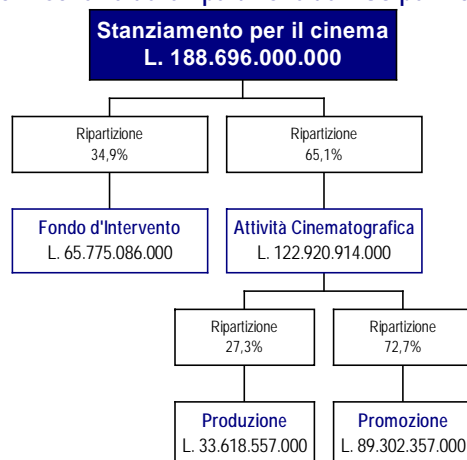 Stanziamento per il cinema
L. 188.696.000.000
Ripartizione
34,9%
Ripartizione
65,1%
Fondo d'Intervento
L. 65.775.086.000
Attività Cinematografica
L. 122.920.914.000
Ripartizione
27,3%
Ripartizione
72,7%
Produzione
L. 33.618.557.000
Promozione
L. 89.302.357.000